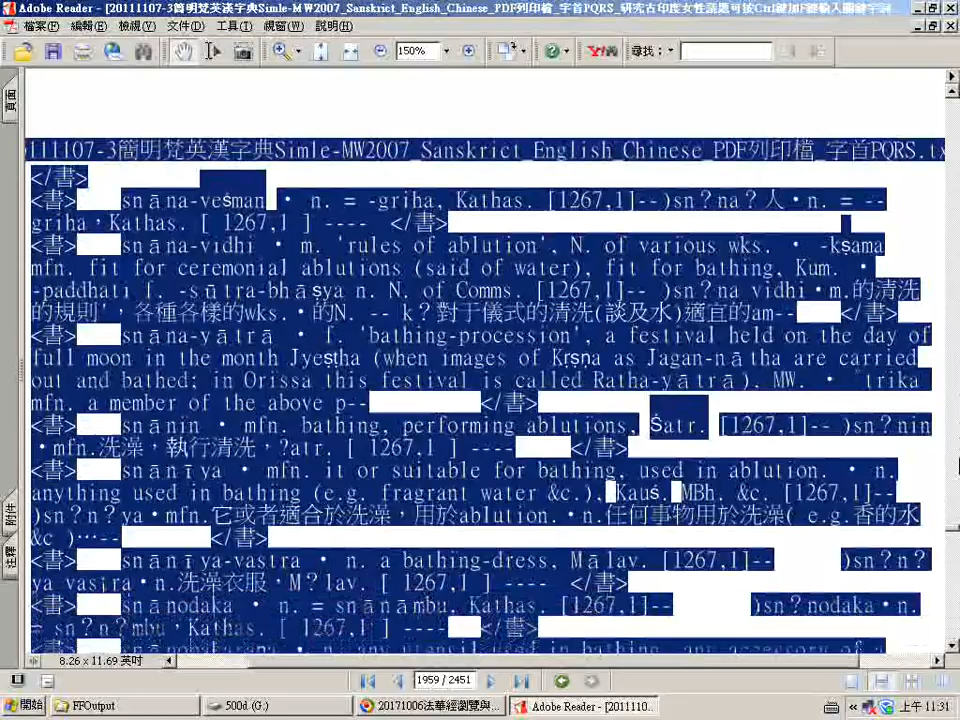 Adobe Reader - [20111107-3簡明梵英漢字典Simle-MW2007_Sanskrict_English_Chinese_PDF列印檔_字首PQRS_研究古印度女性議題可按Ctrl鍵加F鍵輸入關鍵字詞
檔案(F) 編輯(E) 檢視(V) 文件(D) 工具(T) 視窗(W) 說明(H)
150% 尋找:
頁面
111107-3簡明梵英漢字典Simle-MW2007_Sanskrict_English_Chinese_PDF列印檔_字首PQRS.tx
</書>
<書> snāna-veśman • n. = -griha, Kathas. [1267,1]--)sn?na?人•n. = --
griha,Kathas. [ 1267,1 ] ---- </書>
<書> snāna-vidhi • m. 'rules of ablution', N. of various wks. • -kṣama
mfn. fit for ceremonial ablutions (said of water), fit for bathing, Kum. •
-paddhati f. -sūtra-bhāṣya n. N. of Comms. [1267,1]-- )sn?na vidhi•m.的清洗
的規則', 各種各樣的wks.•的N. -- k?對于儀式的清洗(談及水)適宜的am-- </書>
<書> snāna-yātrā • f. 'bathing-procession', a festival held on the day of
full moon in the month Jyeṣṭha (when images of Kṛṣṇa as Jagan-nātha are carried
out and bathed; in Orissa this festival is called Ratha-yātrā), MW. • °trika
mfn. a member of the above p-- </書>
<書> snānin • mfn. bathing, performing ablutions, Śatr. [1267,1]-- )sn?nin
•mfn.洗澡,執行清洗,?atr. [ 1267,1 ] ---- </書>
<書> snānīya • mfn. it or suitable for bathing, used in ablution. • n.
anything used in bathing (e.g. fragrant water &c.), Kauś. MBh. &c. [1267,1]--
)sn?n?ya•mfn.它或者適合於洗澡,用於ablution.•n.任何事物用於洗澡( e.g.香的水
&c )…-- </書>
<書> snānīya-vastra • n. a bathing-dress, Mālav. [1267,1]-- )sn?n?
ya vastra•n.洗澡衣服,M?lav. [ 1267,1 ] ---- </書>
<書> snānodaka • n. = snānāmbu, Kathas. [1267,1]-- )sn?nodaka•n.
= sn?n?mbu,Kathas. [ 1267,1 ] ---- </書>
n. any utensil used in bathing, any accessory of a
附件
注釋
8.26 x 11.69 英吋
1959 / 2451
開始 FFOutput 500d (G:) 20171006法華經瀏覽與... Adobe Reader - [2011110... 上午 11:31